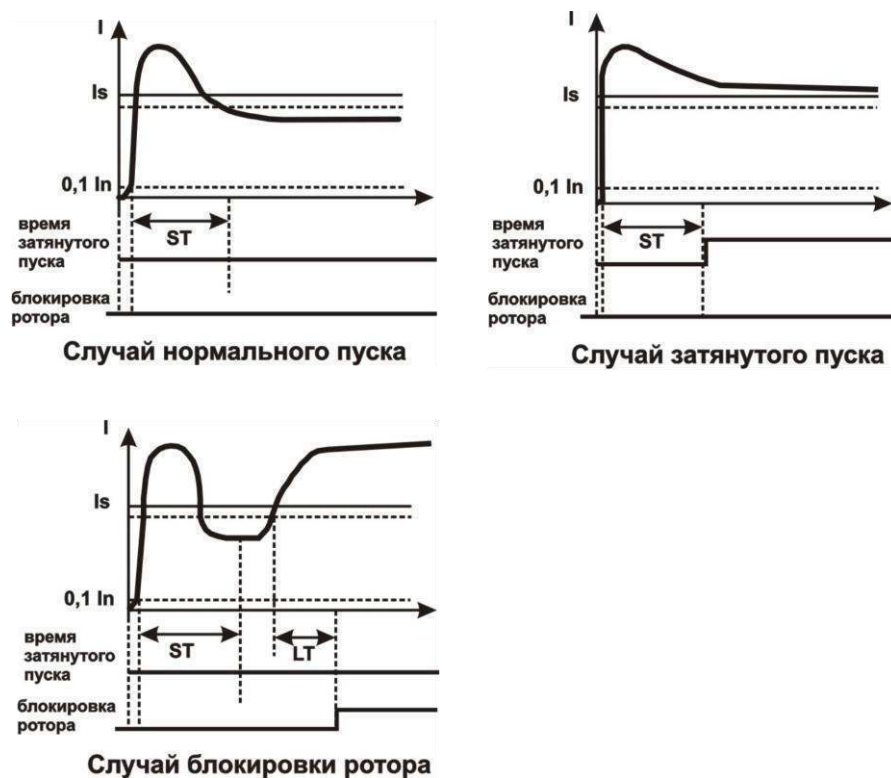 I
Is
0,1 In
время
затянутого
пуска
ST
блокировка
ротора
Случай нормального пуска
I
Is
0,1 In
время
затянутого
пуска
ST
блокировка
ротора
Случай затянутого пуска
I
Is
0,1 In
время
затянутого
пуска
ST
LT
блокировка
ротора
Случай блокировки ротора